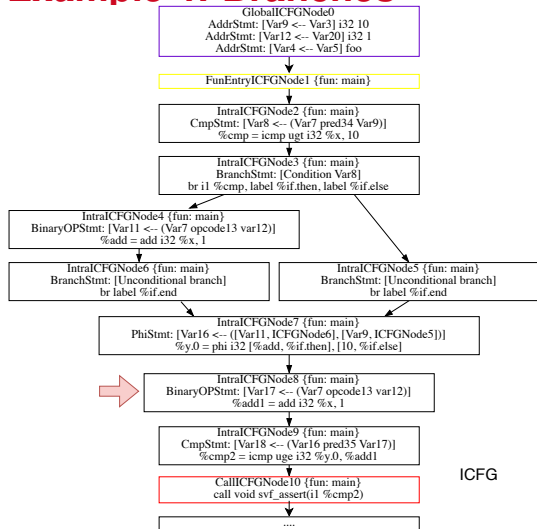 Example 4: Branches
GlobalICFGNode0
AddrStmt: [Var9 <-- Var3] i32 10
AddrStmt: [Var12 <-- Var20] i32 1
AddrStmt: [Var4 <-- Var5] foo
FunEntryICFGNode1 {fun: main}
IntraICFGNode2 {fun: main}
CmpStmt: [Var8 <-- (Var7 pred34 Var9)]
%cmp = icmp ugt i32 %x, 10
IntraICFGNode3 {fun: main}
BranchStmt: [Condition Var8]
br i1 %cmp, label %if.then, label %if.else
IntraICFGNode4 {fun: main}
BinaryOPStmt: [Var11 <-- (Var7 opcode13 var12)]
%add = add i32 %x, 1
IntraICFGNode6 {fun: main}
BranchStmt: [Unconditional branch]
br label %if.end
IntraICFGNode5 {fun: main}
BranchStmt: [Unconditional branch]
br label %if.end
IntraICFGNode7 {fun: main}
PhiStmt: [Var16 <-- ([Var11, ICFGNode6], [Var9, ICFGNode5])]
%y.0 = phi i32 [%add, %if.then], [10, %if.else]
IntraICFGNode8 {fun: main}
BinaryOPStmt: [Var17 <-- (Var7 opcode13 var12)]
%add1 = add i32 %x, 1
IntraICFGNode9 {fun: main}
CmpStmt: [Var18 <-- (Var16 pred35 Var17)]
%cmp2 = icmp uge i32 %y.0, %add1
ICFG
CallICFGNode10 {fun: main}
call void svf_assert(i1 %cmp2)
....